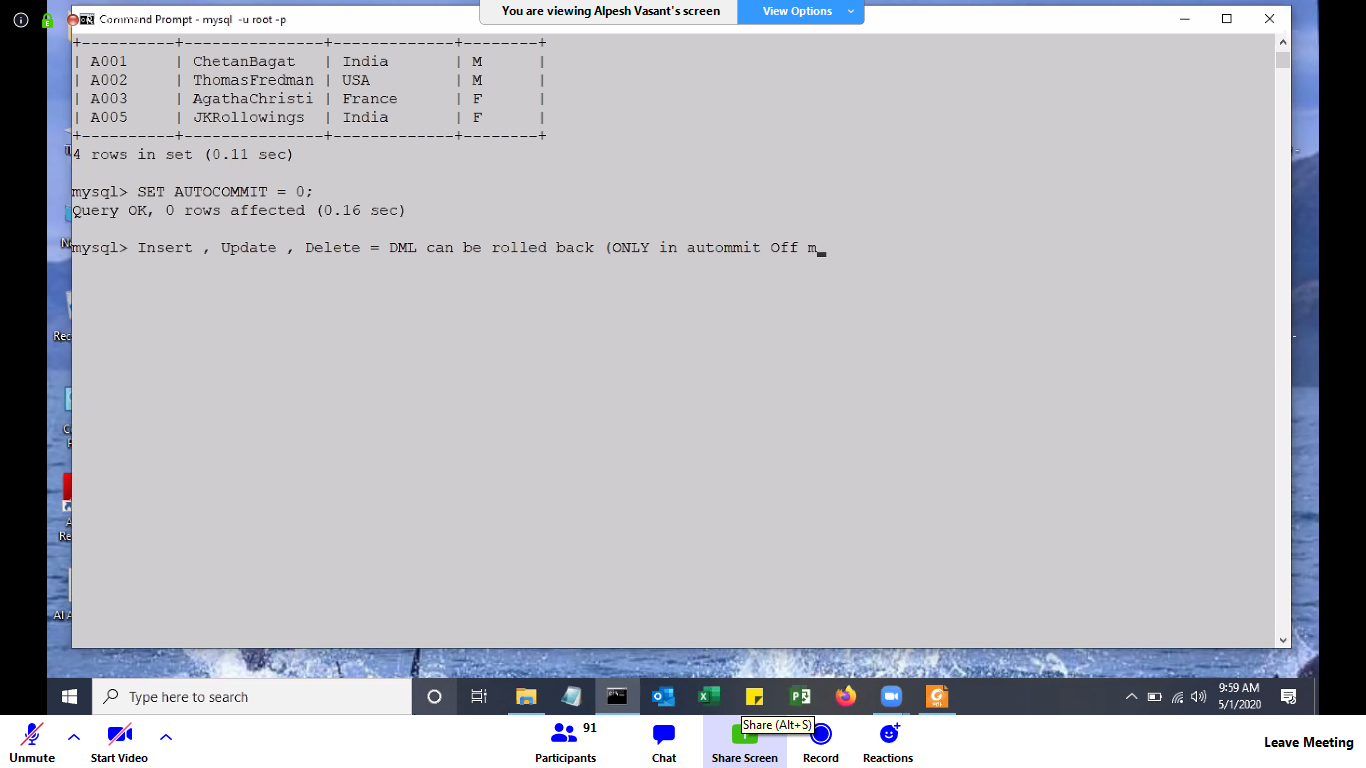 You are viewing Alpesh Vasant's screen View Options
Command Prompt - mysql -u root -p
+----------+---------------+-------------+--------+
| A001 | ChetanBagat | India | M |
| A002 | ThomasFredman | USA | M |
| A003 | AgathaChristi | France | F |
| A005 | JKRollowings | India | F |
+----------+---------------+-------------+--------+
4 rows in set (0.11 sec)
mysql> SET AUTOCOMMIT = 0;
Query OK, 0 rows affected (0.16 sec)
mysql> Insert , Update , Delete = DML can be rolled back (ONLY in autommit Off m_
Type here to search
9:59 AM
5/1/2020
Share (Alt+S)
91
Unmute Start Video Participants Chat Share Screen Record Reactions Leave Meeting